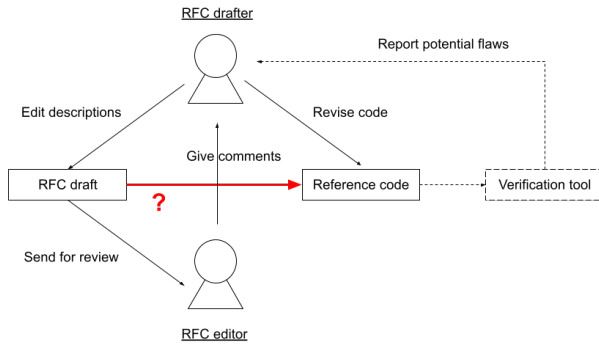 RFC drafter
Report potential flaws
Edit descriptions
Revise code
Give comments
RFC draft
Reference code
Verification tool
?
Send for review
RFC editor